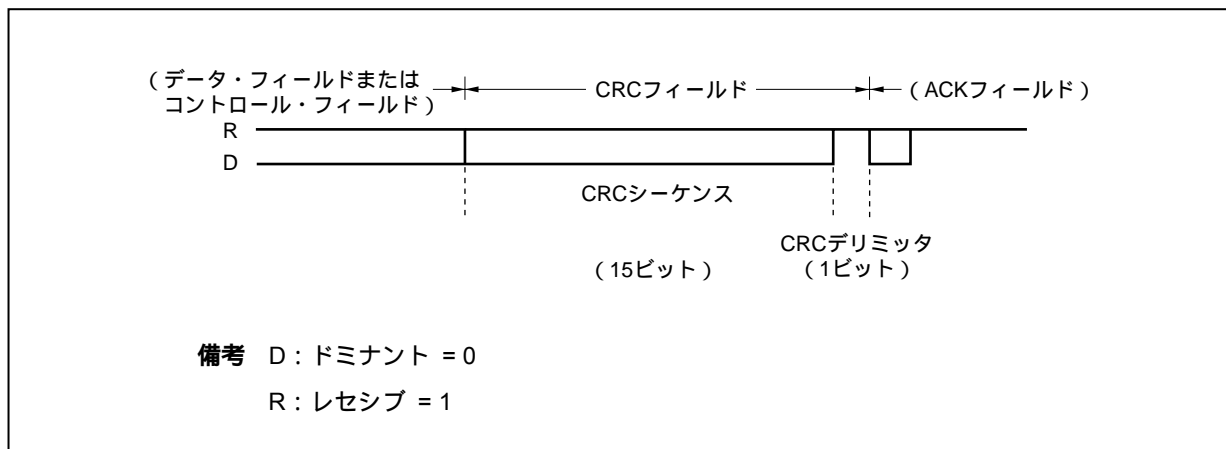 （データ・フィールドまたは
コントロール・フィールド）
CRCフィールド
（ACKフィールド）
R
D
CRCシーケンス
（15ビット）
CRCデリミッタ
（1ビット）
備考 D：ドミナント = 0
R：レセシブ = 1